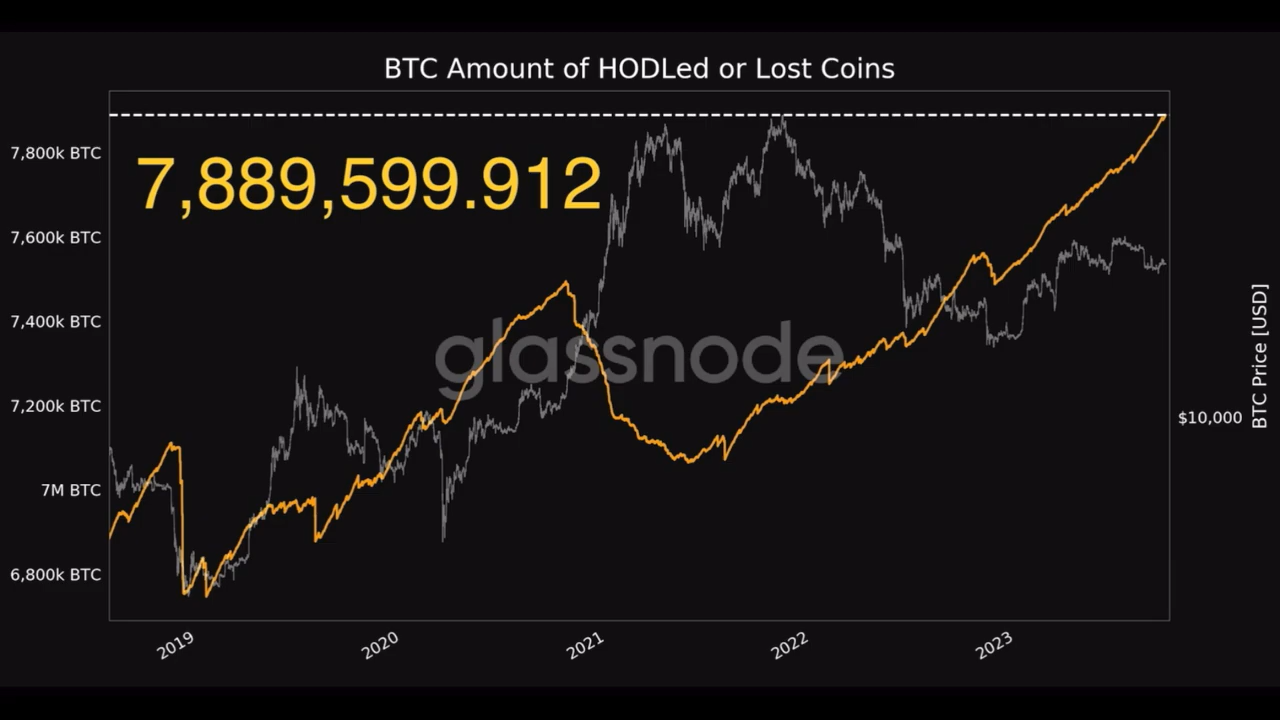 BTC Amount of HODLed or Lost Coins
7,889,599.912
7,800k BTC
7,600k BTC
7,400k BTC
7,200k BTC
7M BTC
6,800k BTC
glassnode
$10,000
BTC Price [USD]
2019
2020
2021
2022
2023